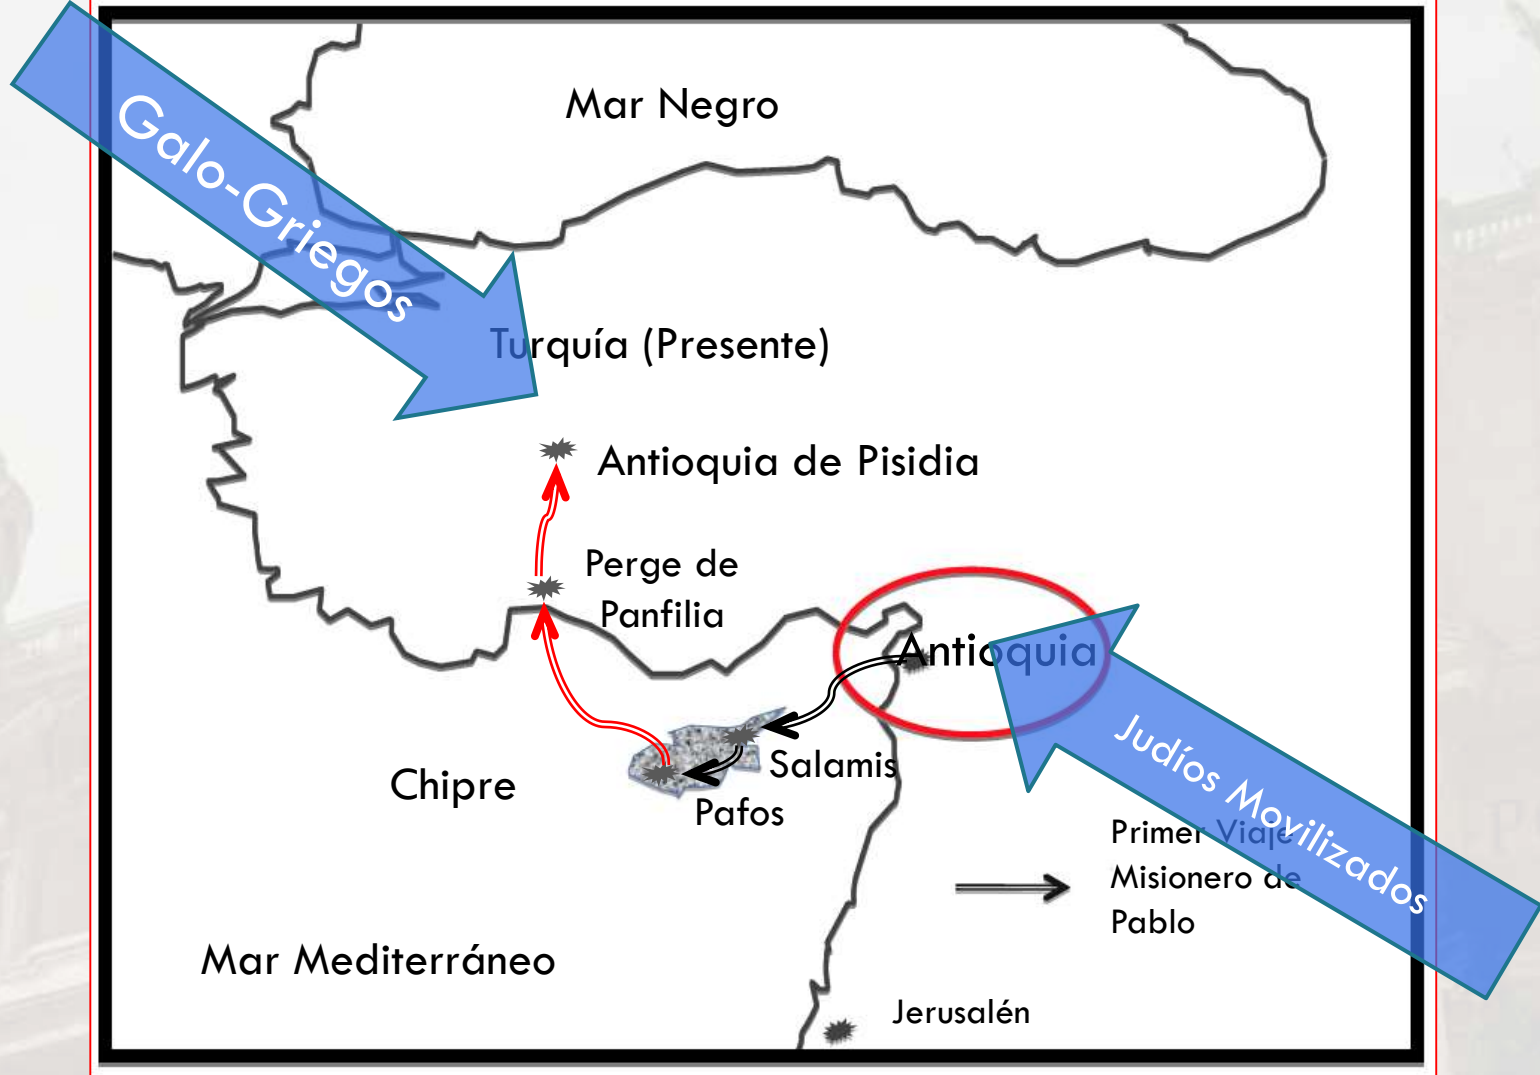 Mar Negro
Galo-Griegos
Turquía (Presente)
Antioquia de Pisidia
Perge de
Panfilia
Antioquia
Judíos Movilizados
Salamis
Chipre
Pafos
Primer Viaje
Misionero de
Pablo
Mar Mediterráneo
Jerusalén